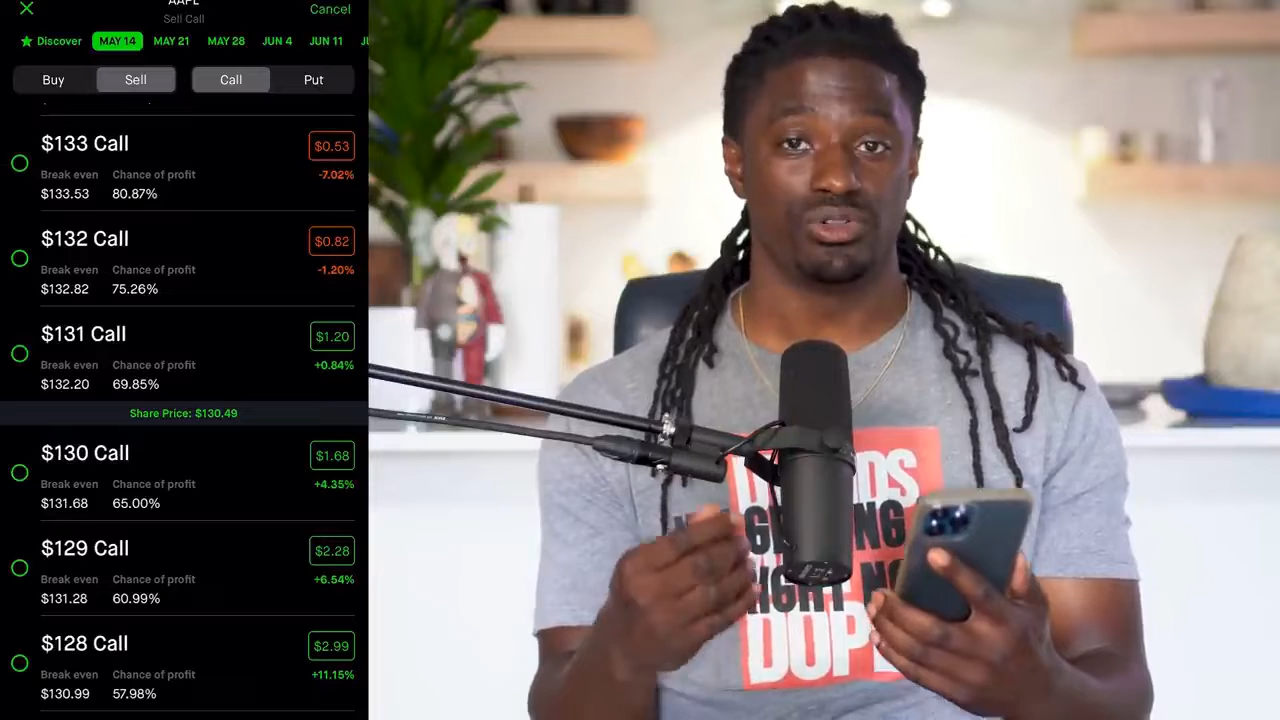 AAPL
Sell Call
Cancel
Discover MAY 14 MAY 21 MAY 28 JUN 4 JUN 11
Buy Sell Call Put
$133 Call $0.53
Break even Chance of profit -7.02%
$133.53 80.87%
$132 Call $0.82
Break even Chance of profit -1.20%
$132.82 75.26%
$131 Call $1.20
Break even Chance of profit +0.84%
$132.20 69.85%
Share Price: $130.49
$130 Call $1.68
Break even Chance of profit +4.35%
$131.68 65.00%
$129 Call $2.28
Break even Chance of profit +6.54%
$131.28 60.99%
$128 Call $2.99
Break even Chance of profit +11.15%
$130.99 57.98%